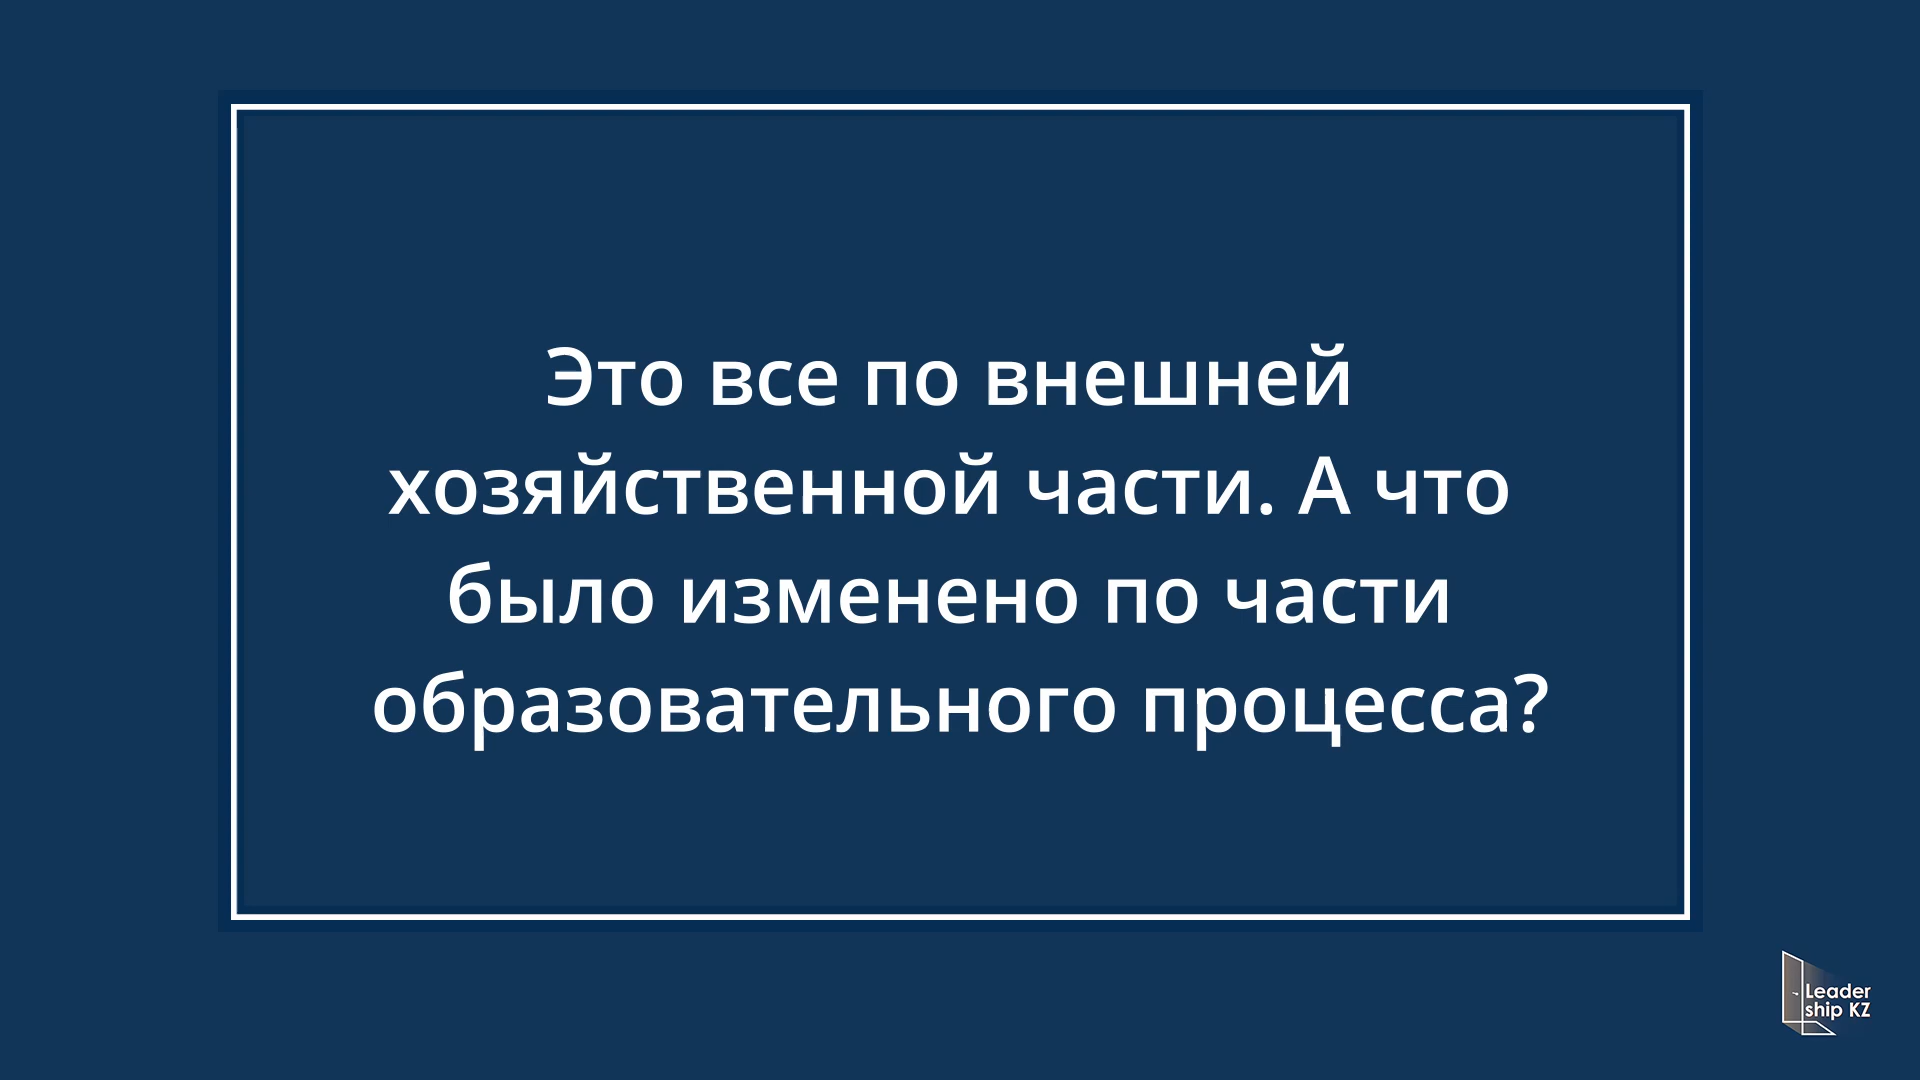 Это все по внешней
хозяйственной части. А что
было изменено по части
образовательного процесса?
Leader
ship KZ